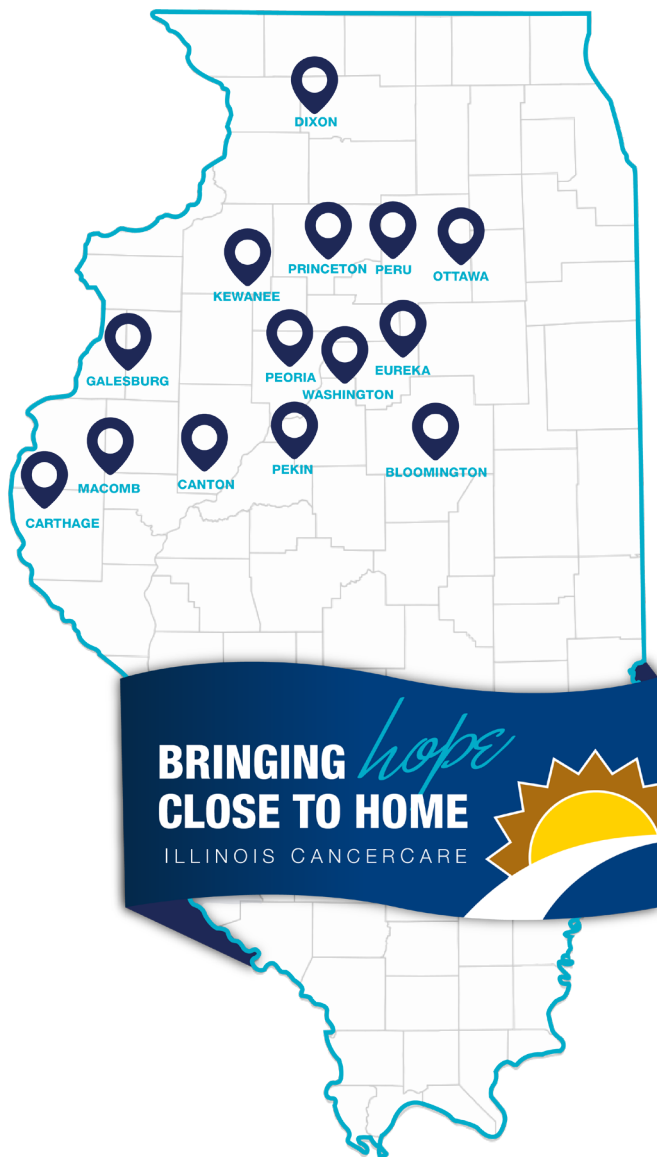 DIXON
PRINCETON
PERU
OTTAWA
KEWANEE
GALESBURG
PEORIA
WASHINGTON
EUREKA
CARTHAGE
MACOMB
CANTON
PEKIN
BLOOMINGTON
BRINGING hope
CLOSE TO HOME
ILLINOIS CANCERCARE